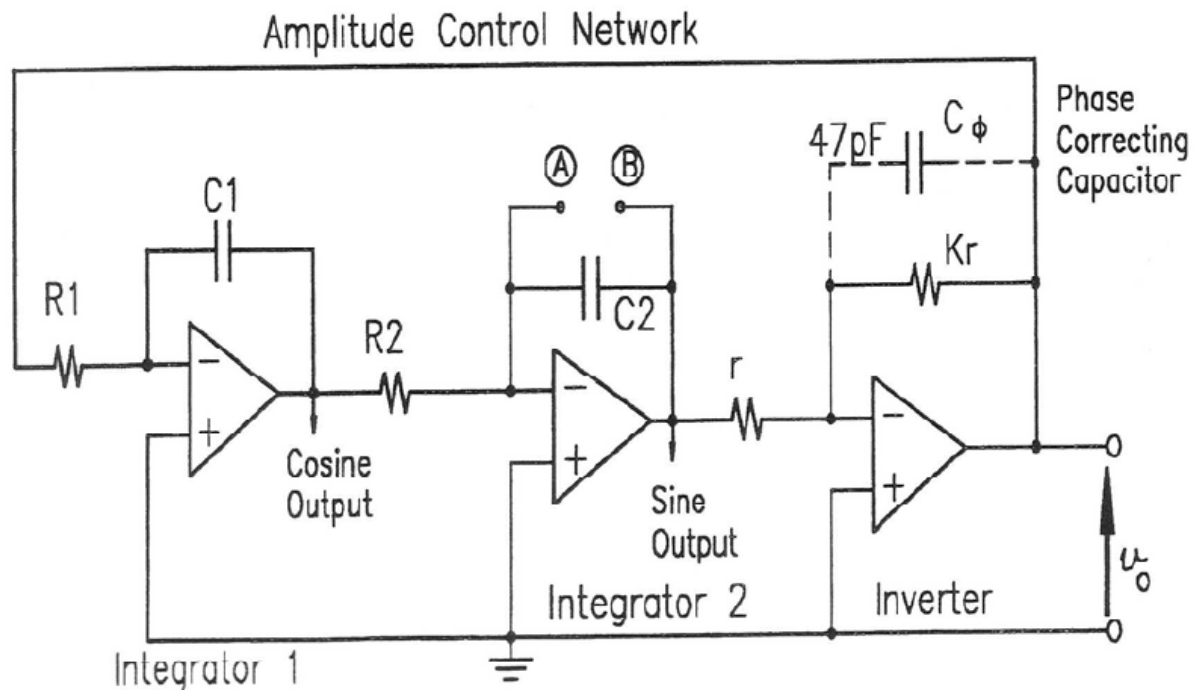 Amplitude Control Network
Phase
Correcting
Capacitor
47pF
Cϕ
A
B
C1
Kr
R1
C2
R2
r
−
+
−
+
−
+
Cosine
Output
Sine
Output
υo
Integrator 1
Integrator 2
Inverter